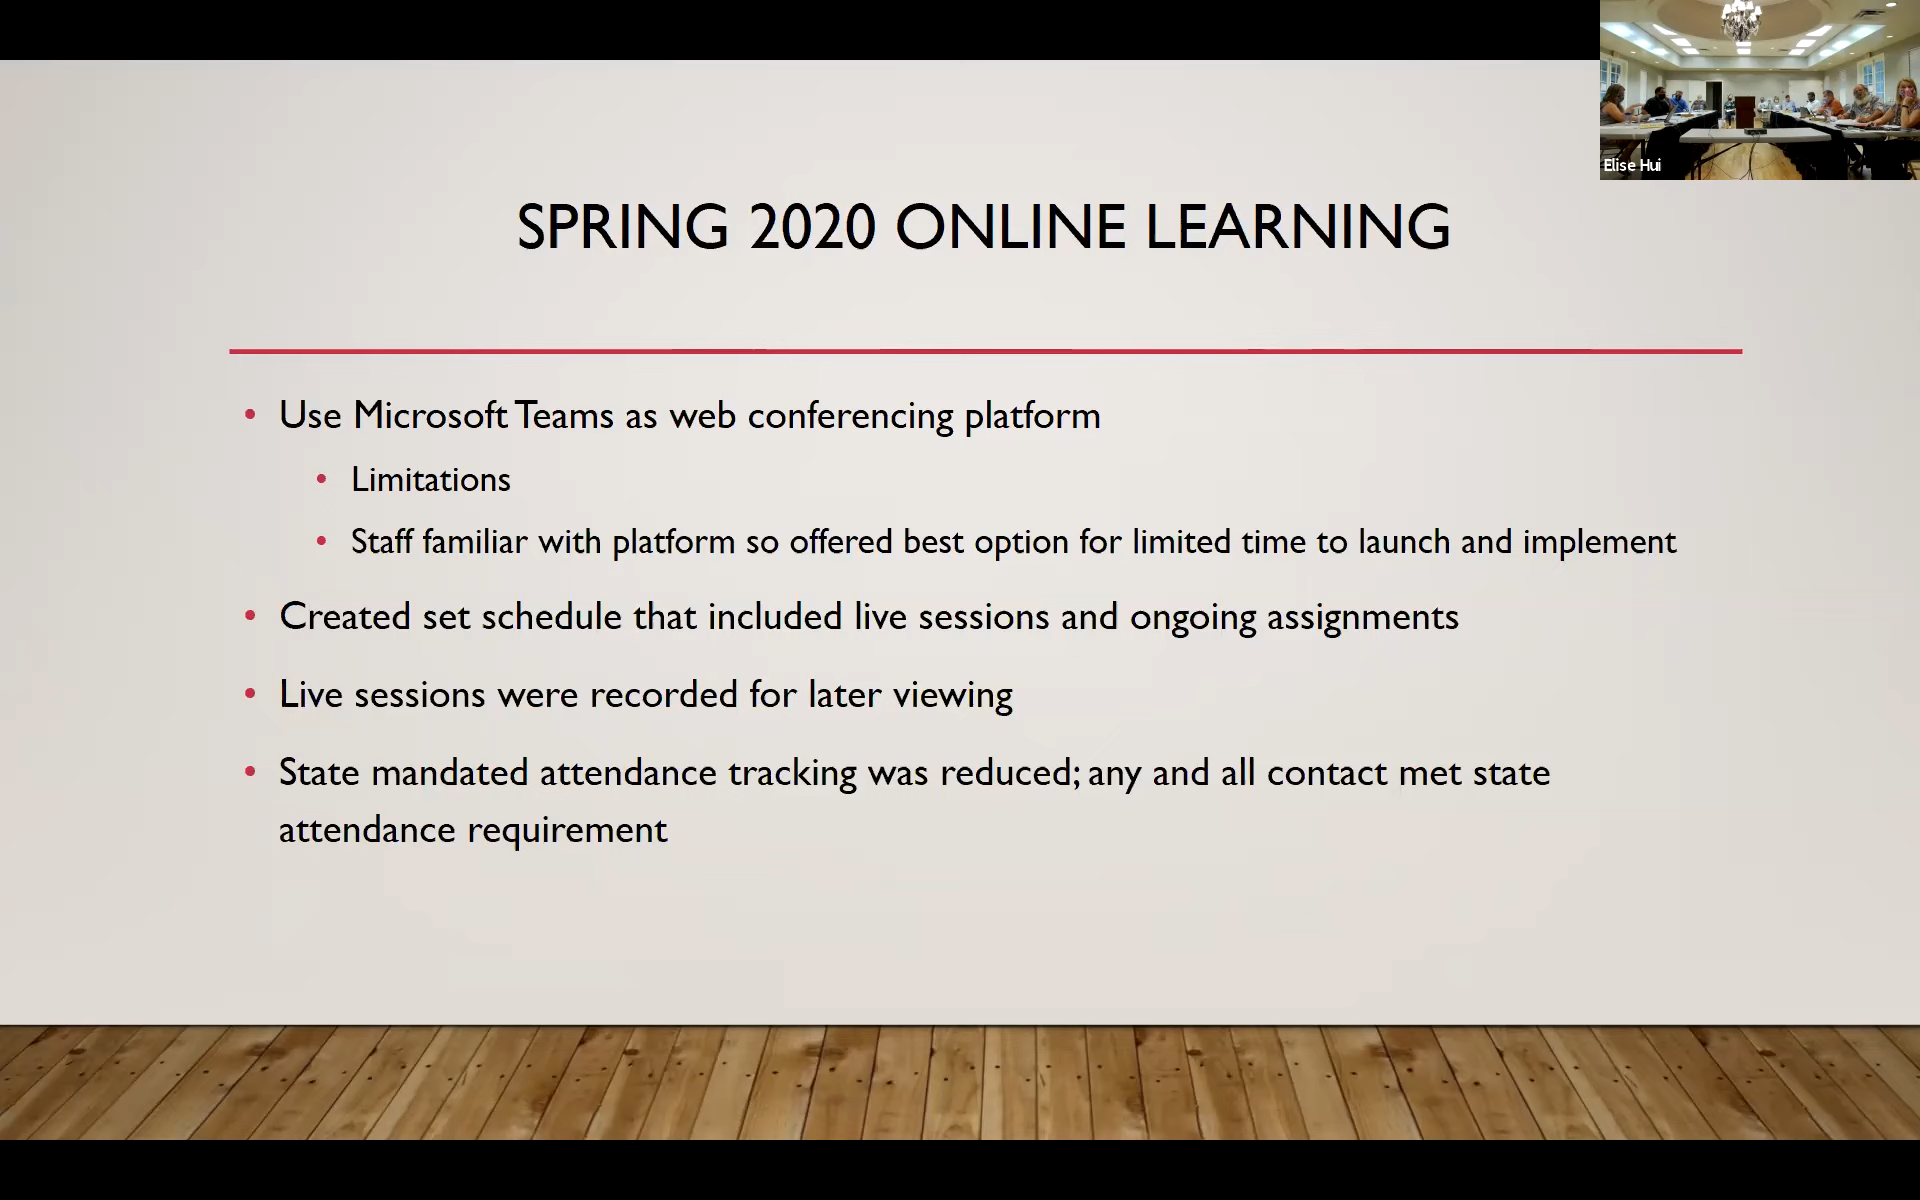 Elise Hui
SPRING 2020 ONLINE LEARNING
• Use Microsoft Teams as web conferencing platform
• Limitations
• Staff familiar with platform so offered best option for limited time to launch and implement
• Created set schedule that included live sessions and ongoing assignments
• Live sessions were recorded for later viewing
• State mandated attendance tracking was reduced; any and all contact met state
attendance requirement